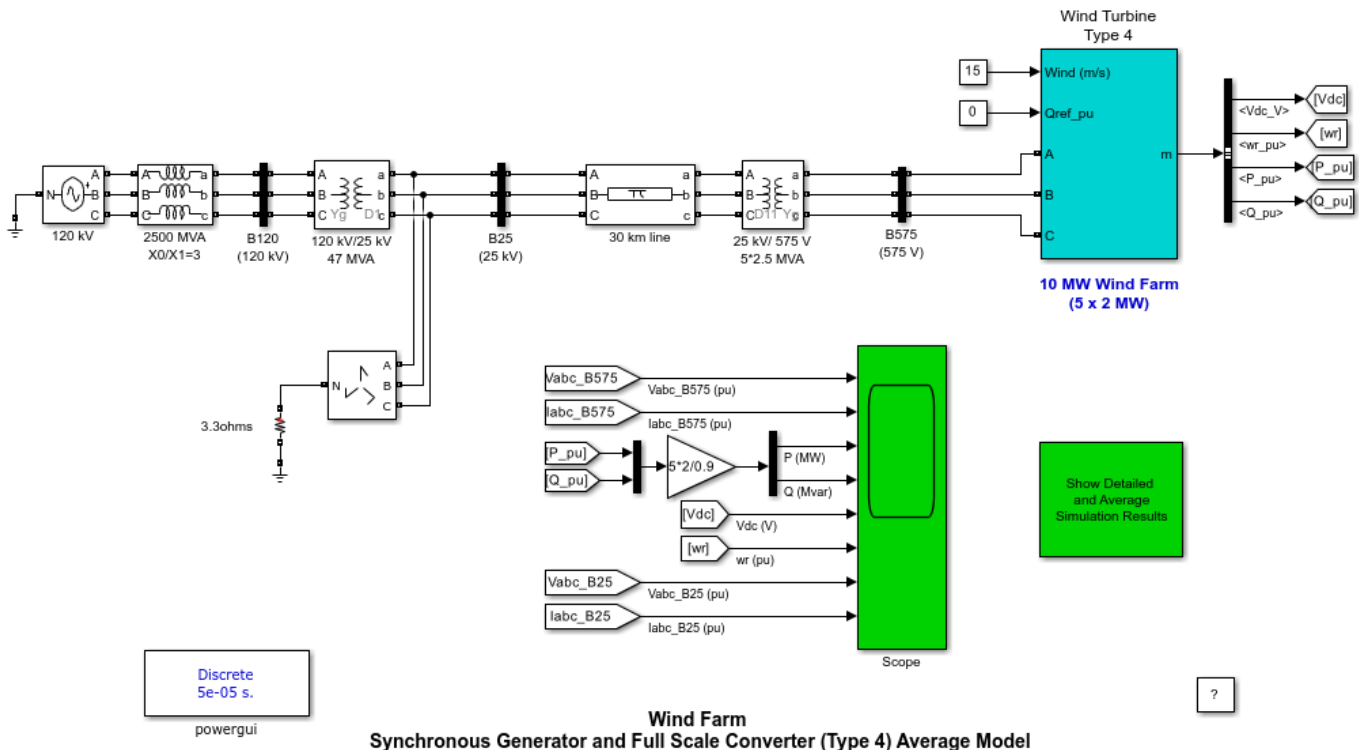 Wind Turbine
Type 4
15
Wind (m/s)
0
Qref_pu
A
B
C
m
<Vdc_V>
[Vdc]
<wr_pu>
[wr]
<P_pu>
[P_pu]
<Q_pu>
[Q_pu]
10 MW Wind Farm
(5 x 2 MW)
N
A
B
C
120 kV
A
B
C
a
b
c
2500 MVA
X0/X1=3
B120
(120 kV)
A
B
C
Yg
D1
a
b
c
120 kV/25 kV
47 MVA
B25
(25 kV)
A
B
C
a
b
c
30 km line
A
B
C
D11
Yg
a
b
c
25 kV/ 575 V
5*2.5 MVA
B575
(575 V)
N
A
B
C
3.3ohms
Vabc_B575
Vabc_B575 (pu)
Iabc_B575
Iabc_B575 (pu)
[P_pu]
[Q_pu]
5*2/0.9
P (MW)
Q (Mvar)
[Vdc]
Vdc (V)
[wr]
wr (pu)
Vabc_B25
Vabc_B25 (pu)
Iabc_B25
Iabc_B25 (pu)
Scope
Show Detailed
and Average
Simulation Results
Discrete
5e-05 s.
powergui
?
Wind Farm
Synchronous Generator and Full Scale Converter (Type 4) Average Model